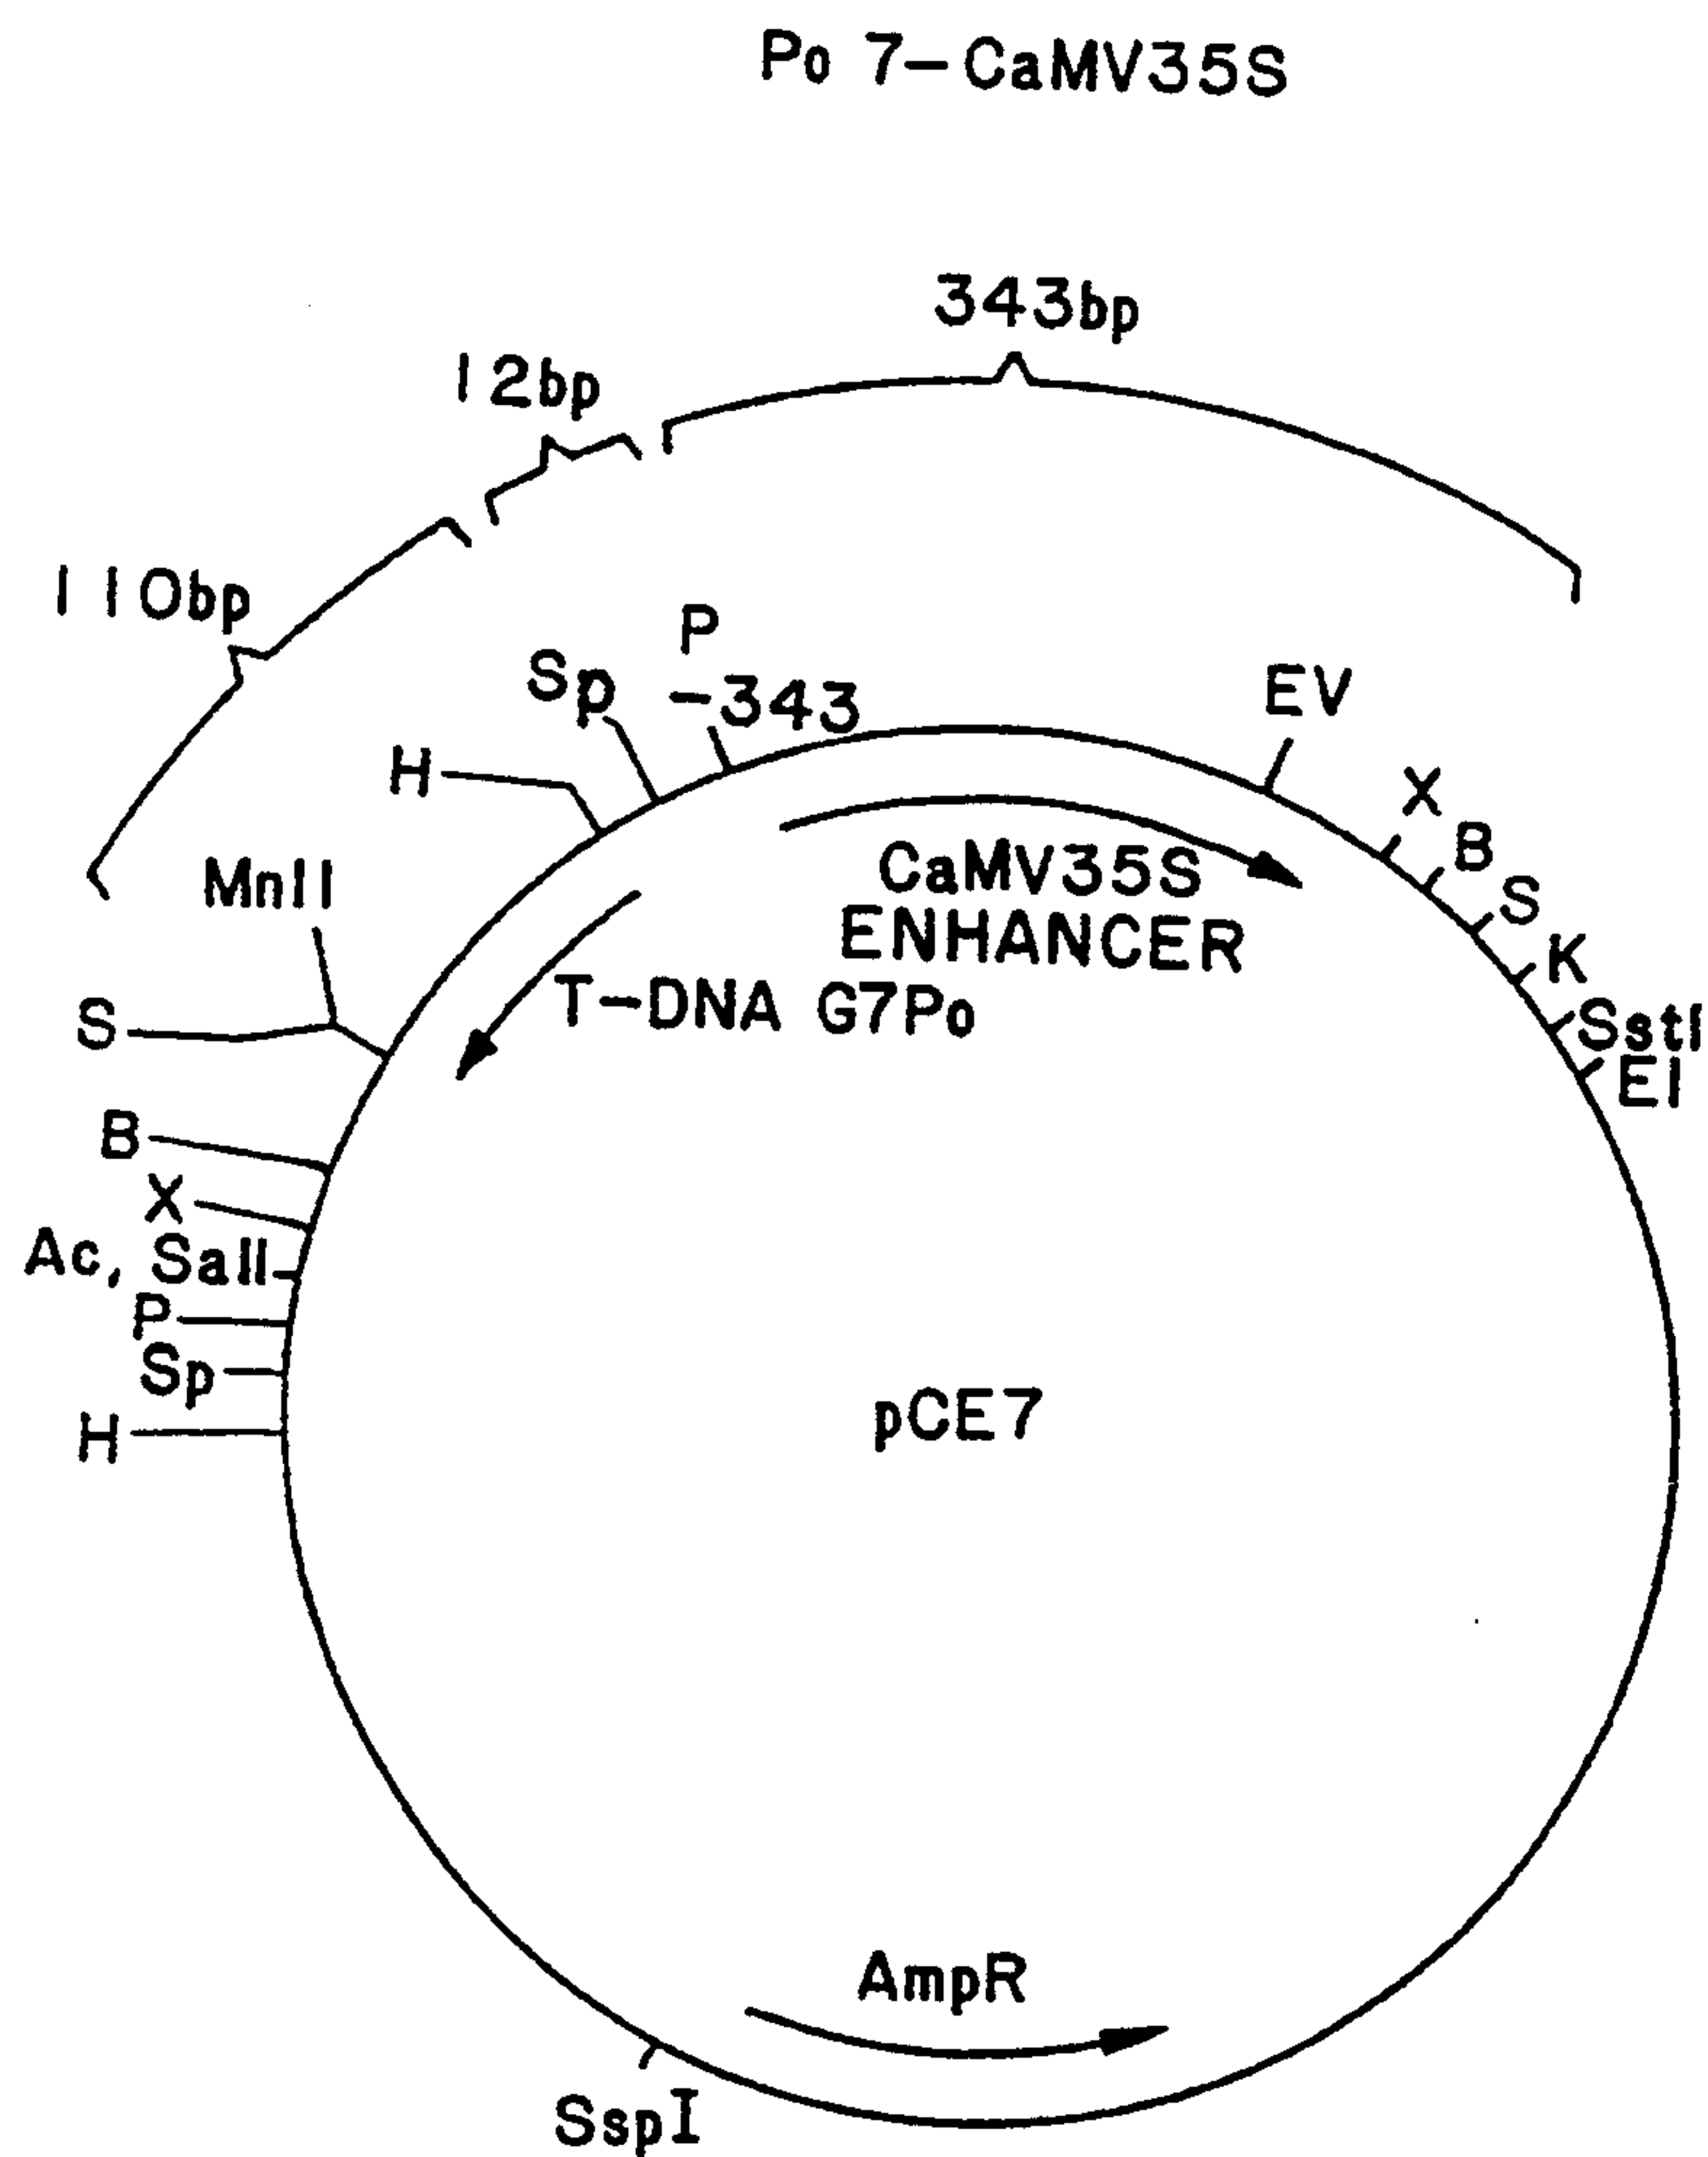 Po 7-CaMV35S
343bp
12bp
110bp
P
Sp
-343
EV
H
X
B
MnlI
CaMV35S
S
ENHANCER
K
T-DNA G7Po
S
SstI
EI
B
X
Ac, SalI
P
Sp
pCE7
H
AmpR
SspI